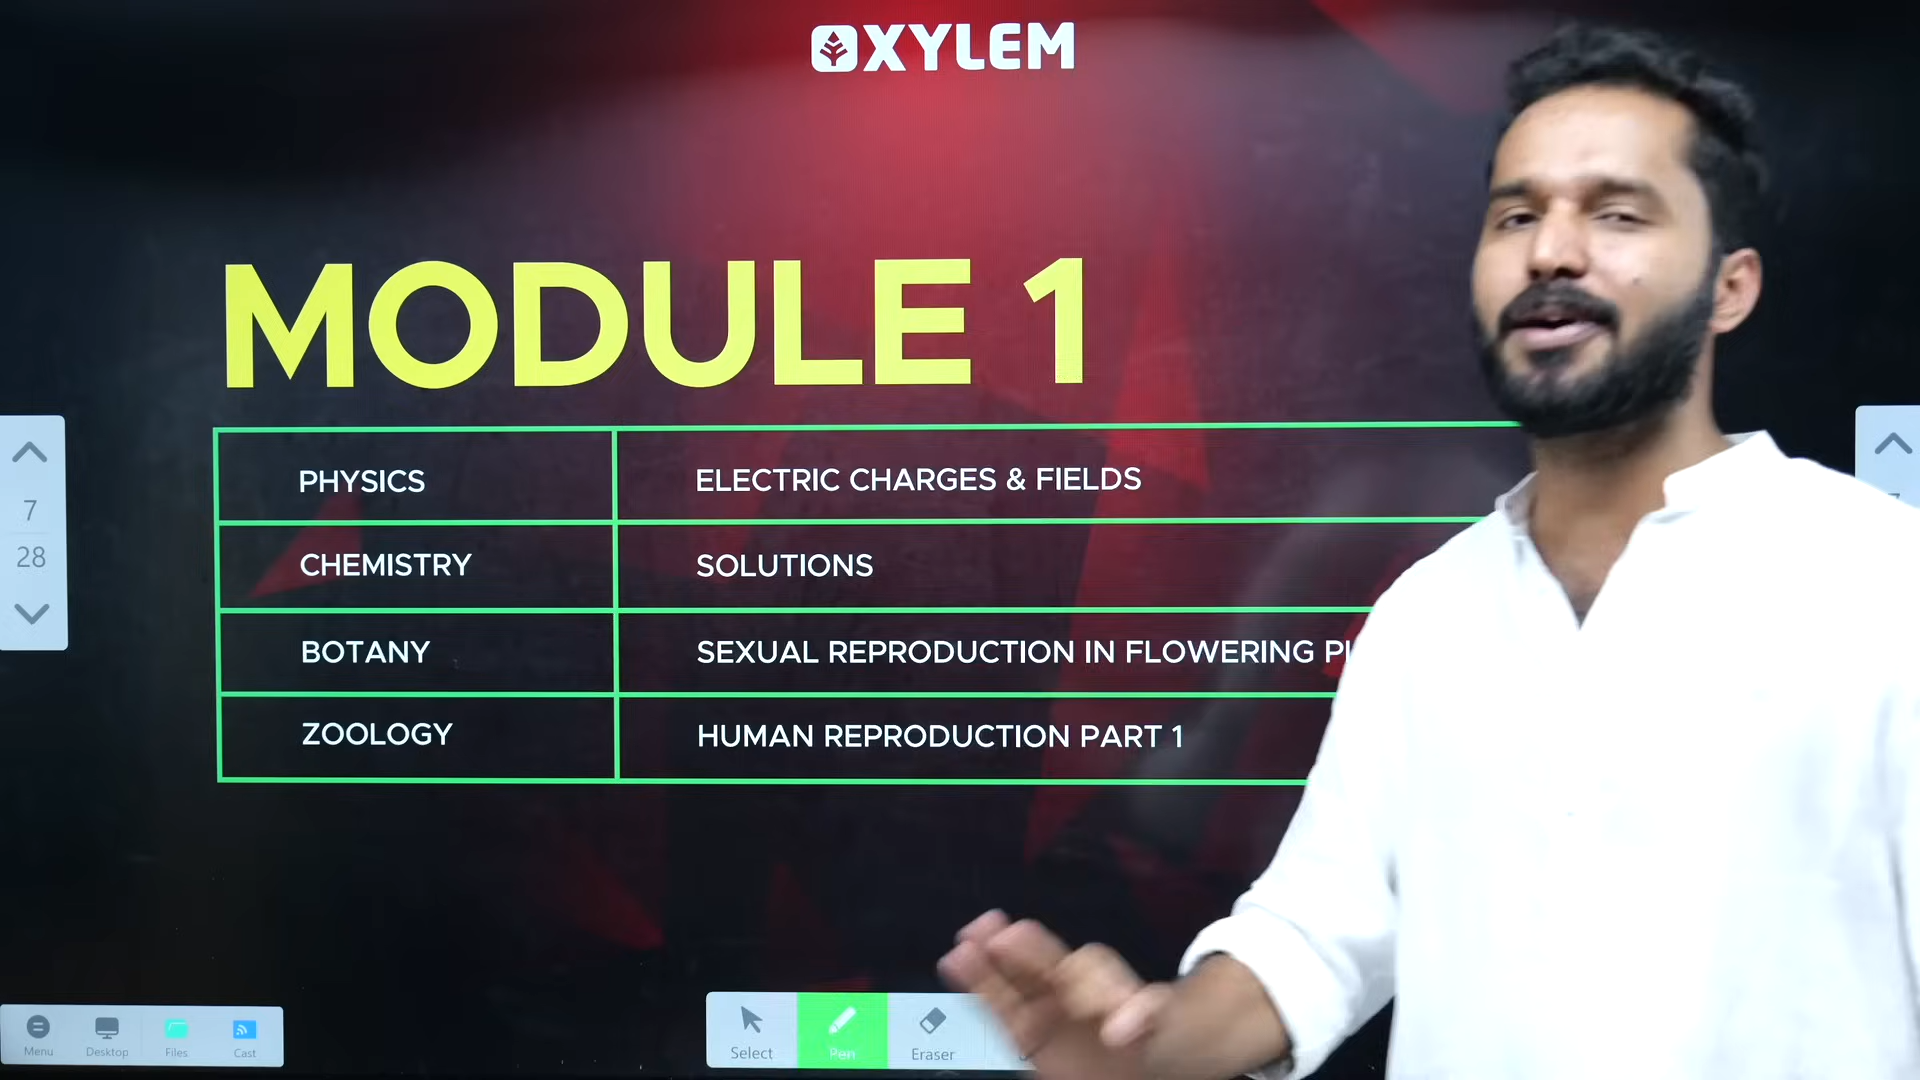 XYLEM
MODULE 1
PHYSICS ELECTRIC CHARGES & FIELDS
CHEMISTRY SOLUTIONS
BOTANY SEXUAL REPRODUCTION IN FLOWERING
ZOOLOGY HUMAN REPRODUCTION PART 1
7
28
Menu Desktop Files Cast
Select Pen Eraser